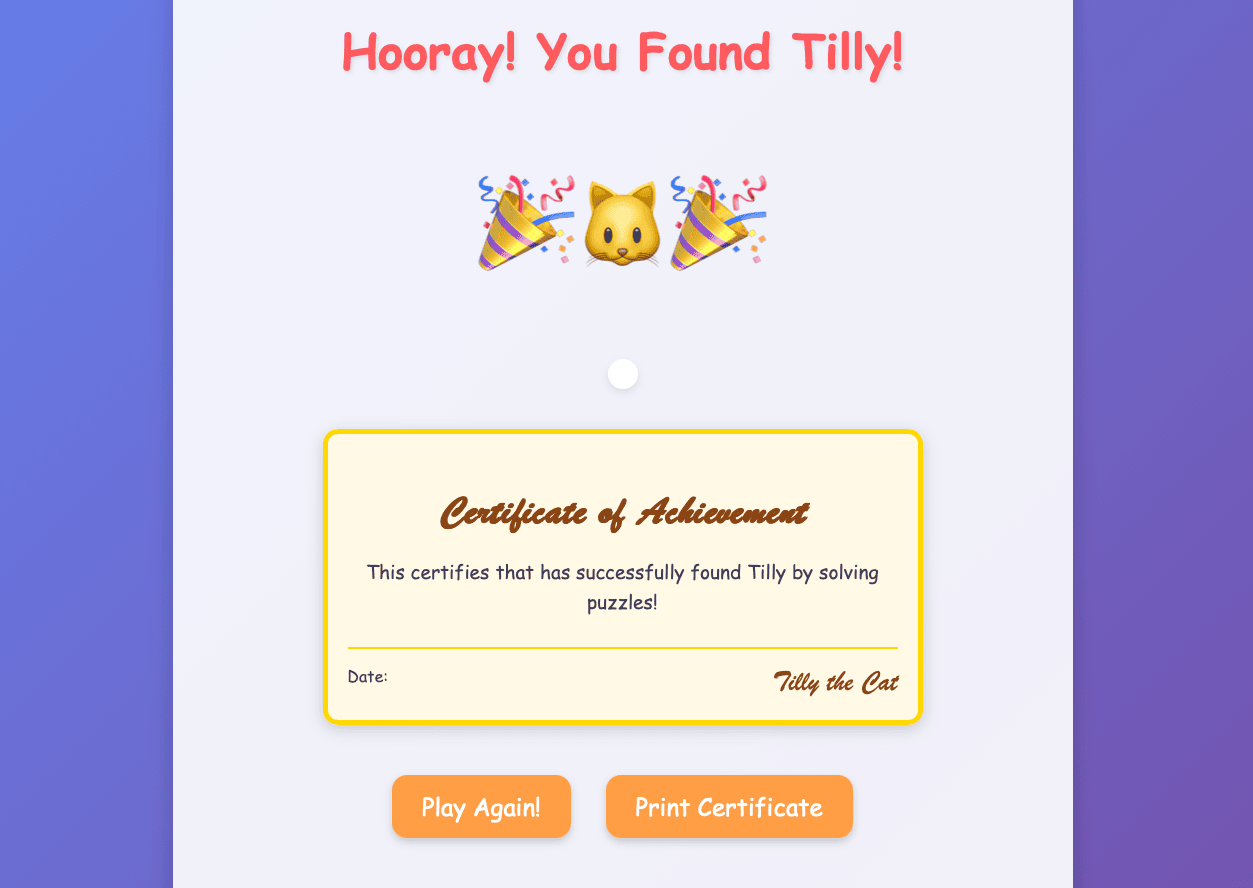 Hooray! You Found Tilly!
Certificate of Achievement
This certifies that has successfully found Tilly by solving
puzzles!
Date:
Tilly the Cat
Play Again!
Print Certificate